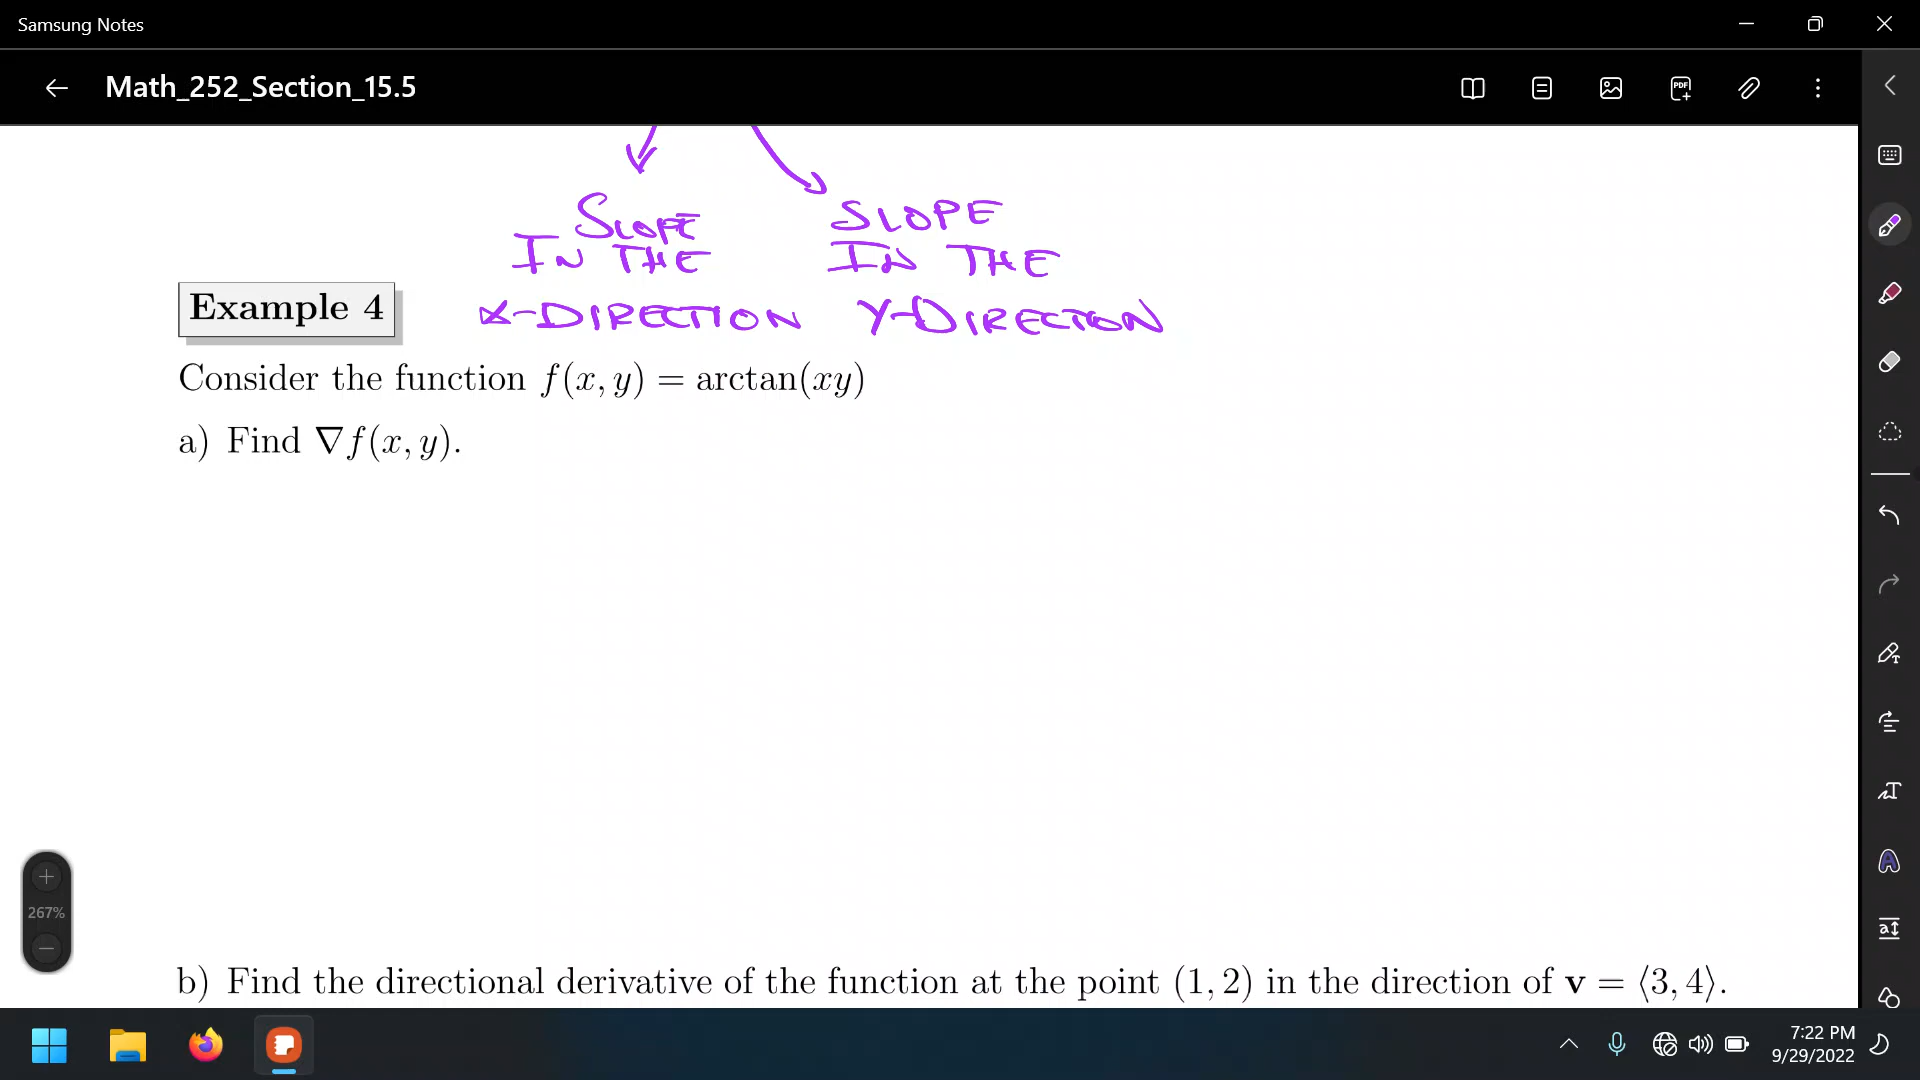 Samsung Notes
Math_252_Section_15.5
PDF
SLOPE
IN THE
X-DIRECTION
SLOPE
IN THE
Y-DIRECTION
Example 4
Consider the function f(x, y) = arctan(xy)
a) Find ∇f(x, y).
267%
b) Find the directional derivative of the function at the point (1, 2) in the direction of v = ⟨3, 4⟩.
7:22 PM
9/29/2022